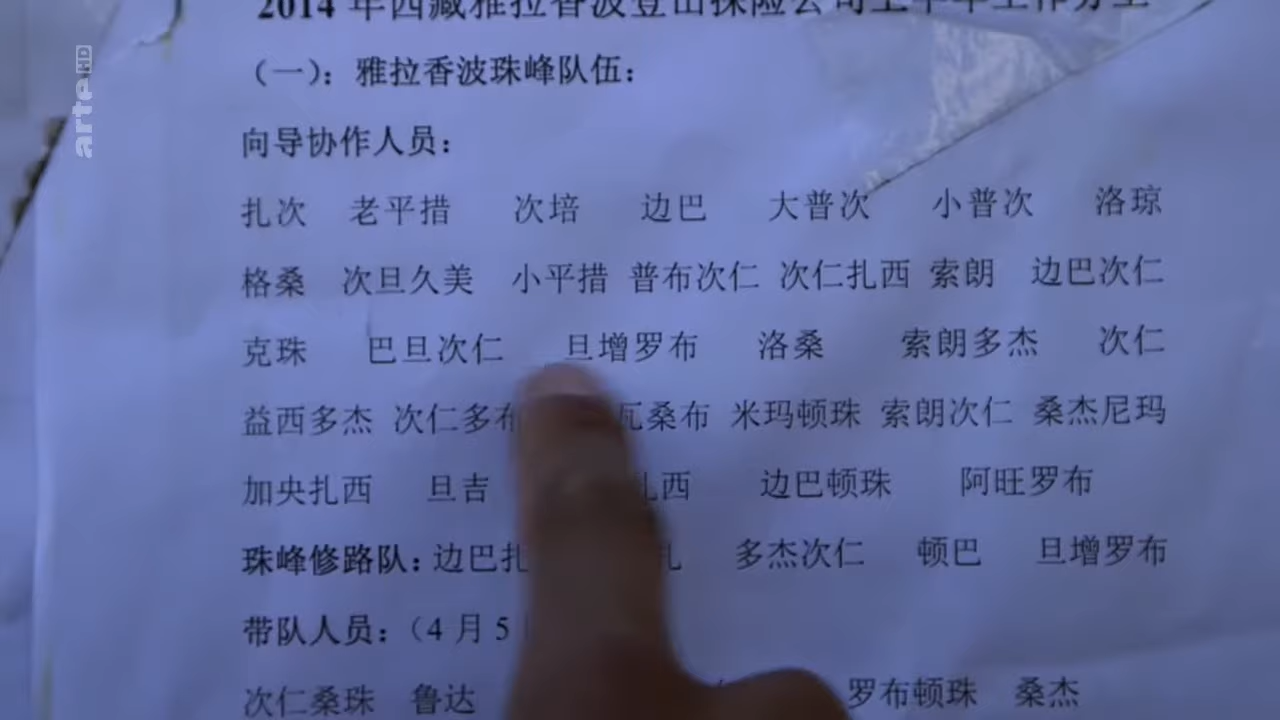 arte HD
2014 年西藏雅拉香波登山探险公司上半年工作分工
（一）：雅拉香波珠峰队伍：
向导协作人员：
扎次 老平措 次培 边巴 大普次 小普次 洛琼
格桑 次旦久美 小平措 普布次仁 次仁扎西 索朗 边巴次仁
克珠 巴旦次仁 旦增罗布 洛桑 索朗多杰 次仁
益西多杰 次仁多布 瓦桑布 米玛顿珠 索朗次仁 桑杰尼玛
加央扎西 旦吉 扎西 边巴顿珠 阿旺罗布
珠峰修路队：边巴扎 扎 多杰次仁 顿巴 旦增罗布
带队人员：（4 月 5
次仁桑珠 鲁达 罗布顿珠 桑杰